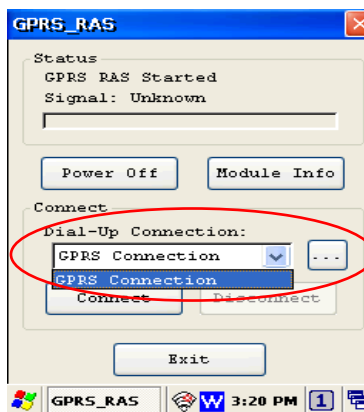 GPRS_RAS
Status
GPRS RAS Started
Signal: Unknown
Power Off Module Info
Connect
Dial-Up Connection:
GPRS Connection ...
GPRS Connection
Connect Disconnect
Exit
GPRS_RAS W 3:20 PM 1